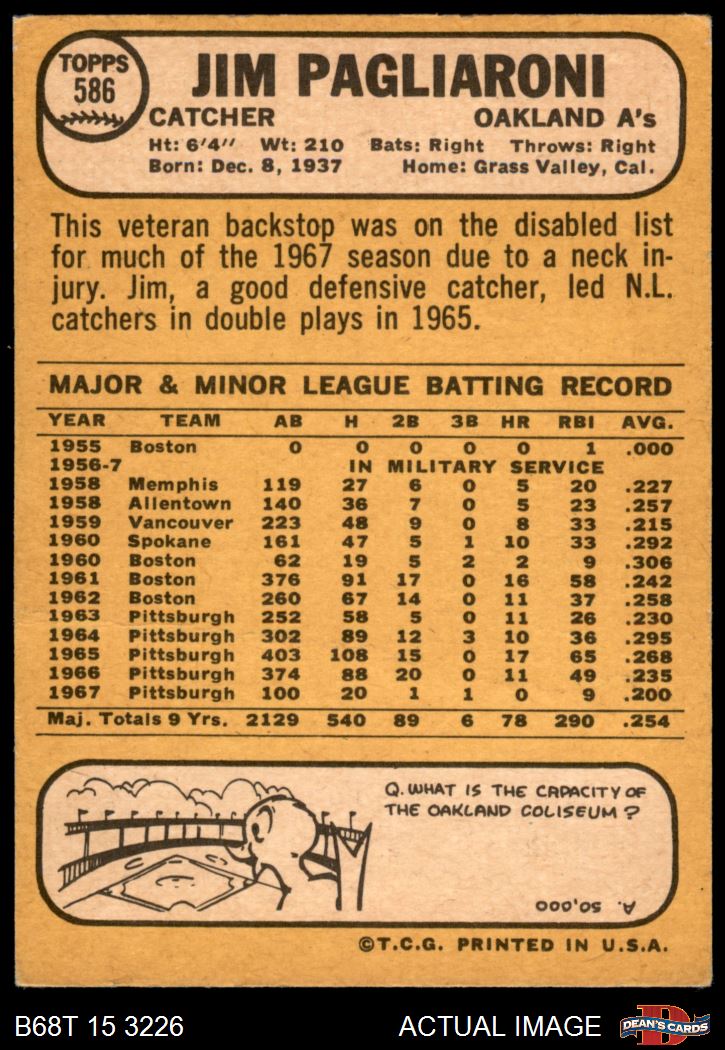 TOPPS
586
JIM PAGLIARONI
CATCHER OAKLAND A's
Ht: 6'4" Wt: 210 Bats: Right Throws: Right
Born: Dec. 8, 1937 Home: Grass Valley, Cal.
This veteran backstop was on the disabled list
for much of the 1967 season due to a neck in-
jury. Jim, a good defensive catcher, led N.L.
catchers in double plays in 1965.
MAJOR & MINOR LEAGUE BATTING RECORD
YEAR TEAM AB H 2B 3B HR RBI AVG.
1955 Boston 0 0 0 0 0 1 .000
1956-7 IN MILITARY SERVICE
1958 Memphis 119 27 6 0 5 20 .227
1958 Allentown 140 36 7 0 5 23 .257
1959 Vancouver 223 48 9 0 8 33 .215
1960 Spokane 161 47 5 1 10 33 .292
1960 Boston 62 19 5 2 2 9 .306
1961 Boston 376 91 17 0 16 58 .242
1962 Boston 260 67 14 0 11 37 .258
1963 Pittsburgh 252 58 5 0 11 26 .230
1964 Pittsburgh 302 89 12 3 10 36 .295
1965 Pittsburgh 403 108 15 0 17 65 .268
1966 Pittsburgh 374 88 20 0 11 49 .235
1967 Pittsburgh 100 20 1 1 0 9 .200
Maj. Totals 9 Yrs. 2129 540 89 6 78 290 .254
Q. WHAT IS THE CAPACITY OF
THE OAKLAND COLISEUM?
A. 50,000
©T.C.G. PRINTED IN U.S.A.
B68T 15 3226 ACTUAL IMAGE DEAN'S CARDS